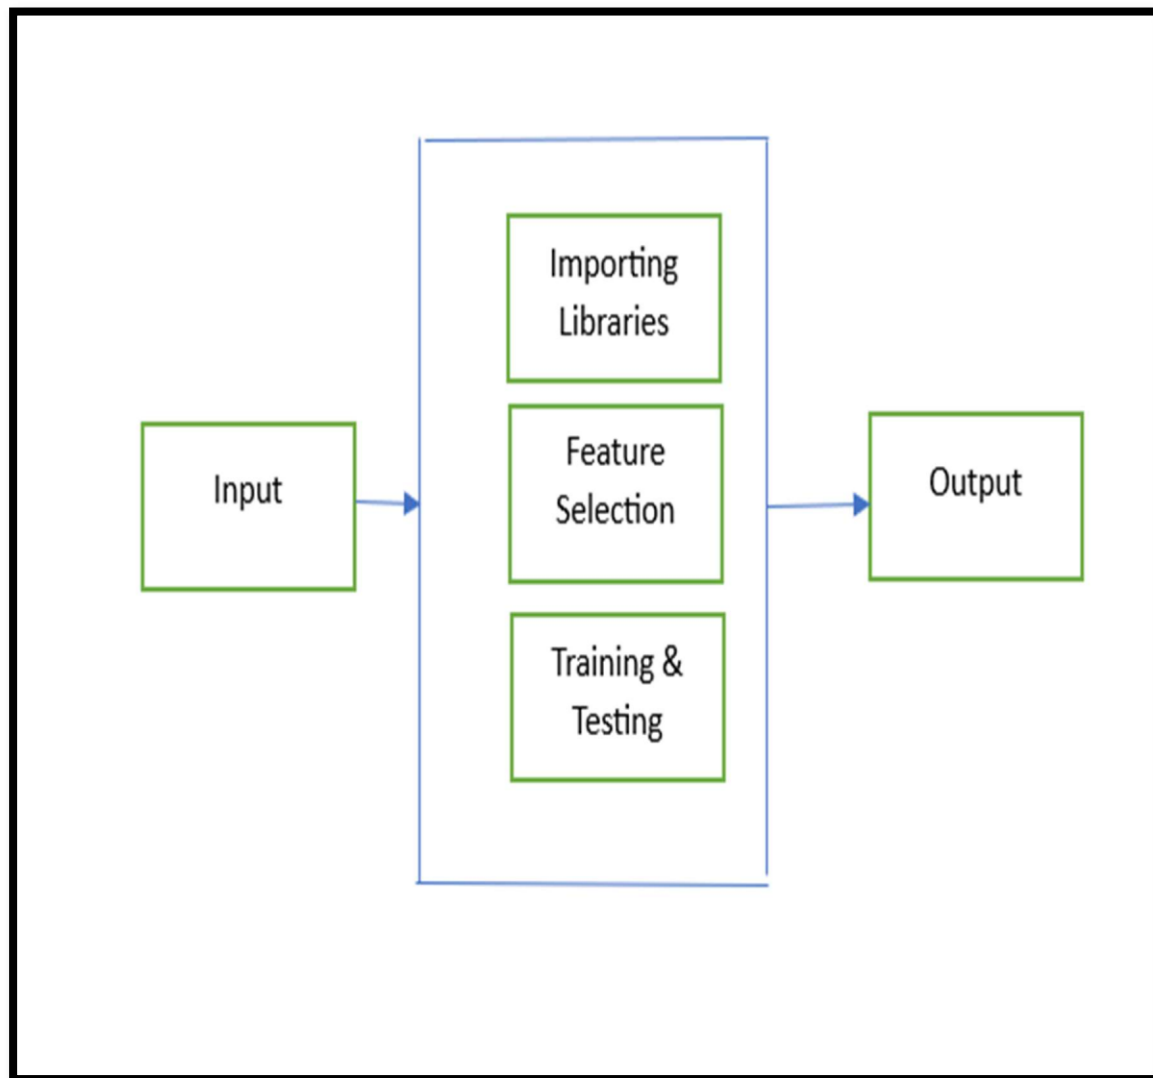 Input
Importing
Libraries
Feature
Selection
Training &
Testing
Output